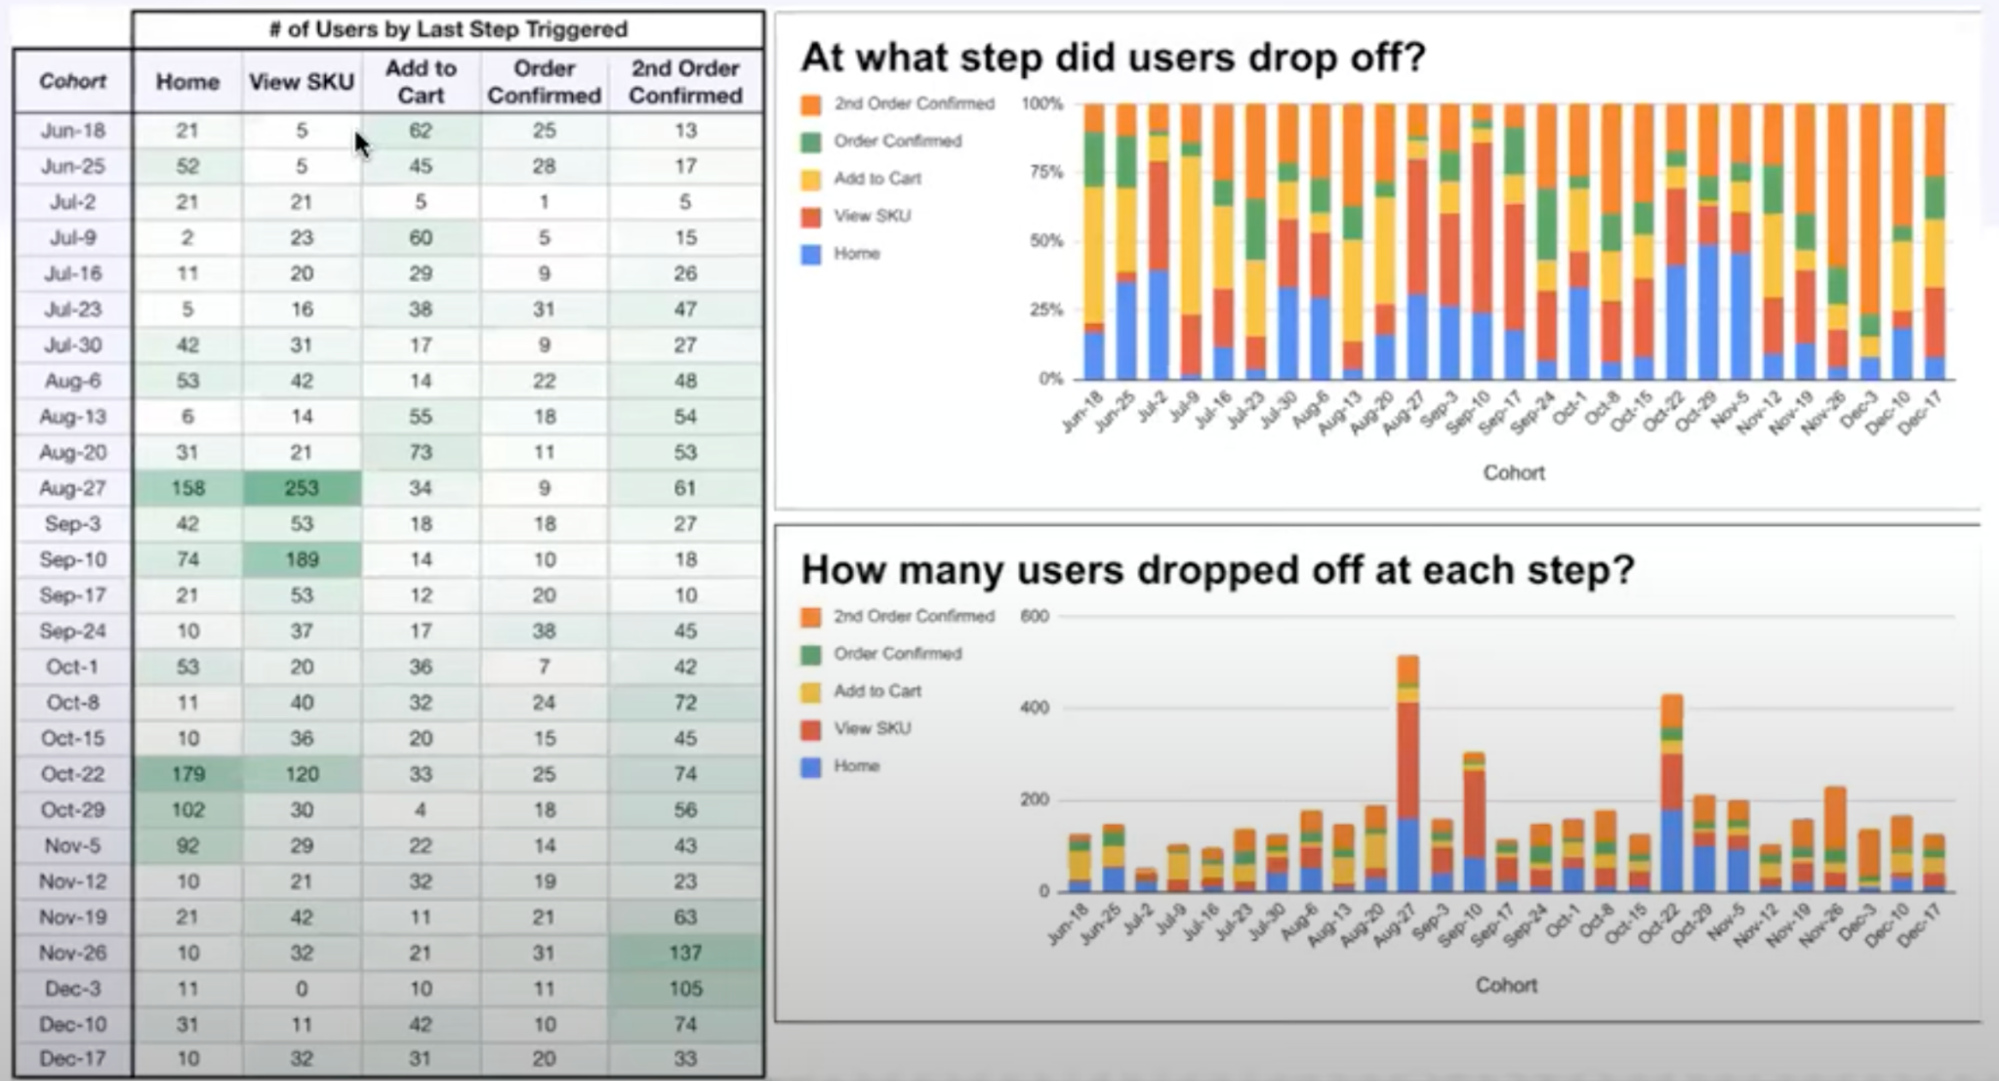 # of Users by Last Step Triggered
Cohort Home View SKU Add to Cart Order Confirmed 2nd Order Confirmed
Jun-18 21 5 62 25 13
Jun-25 52 5 45 28 17
Jul-2 21 21 5 1 5
Jul-9 2 23 60 5 15
Jul-16 11 20 29 9 26
Jul-23 5 16 38 31 47
Jul-30 42 31 17 9 27
Aug-6 53 42 14 22 48
Aug-13 6 14 55 18 54
Aug-20 31 21 73 11 53
Aug-27 158 253 34 9 61
Sep-3 42 53 18 18 27
Sep-10 74 189 14 10 18
Sep-17 21 53 12 20 10
Sep-24 10 37 17 38 45
Oct-1 53 20 36 7 42
Oct-8 11 40 32 24 72
Oct-15 10 36 20 15 45
Oct-22 179 120 33 25 74
Oct-29 102 30 4 18 56
Nov-5 92 29 22 14 43
Nov-12 10 21 32 19 23
Nov-19 21 42 11 21 63
Nov-26 10 32 21 31 137
Dec-3 11 0 10 11 105
Dec-10 31 11 42 10 74
Dec-17 10 32 31 20 33
At what step did users drop off?
2nd Order Confirmed
Order Confirmed
Add to Cart
View SKU
Home
100%
75%
50%
25%
0%
Jun-18 Jun-25 Jul-2 Jul-9 Jul-16 Jul-23 Jul-30 Aug-6 Aug-13 Aug-20 Aug-27 Sep-3 Sep-10 Sep-17 Sep-24 Oct-1 Oct-8 Oct-15 Oct-22 Oct-29 Nov-5 Nov-12 Nov-19 Nov-26 Dec-3 Dec-10 Dec-17
Cohort
How many users dropped off at each step?
2nd Order Confirmed
Order Confirmed
Add to Cart
View SKU
Home
600
400
200
0
Jun-18 Jun-25 Jul-2 Jul-9 Jul-16 Jul-23 Jul-30 Aug-6 Aug-13 Aug-20 Aug-27 Sep-3 Sep-10 Sep-17 Sep-24 Oct-1 Oct-8 Oct-15 Oct-22 Oct-29 Nov-5 Nov-12 Nov-19 Nov-26 Dec-3 Dec-10 Dec-17
Cohort